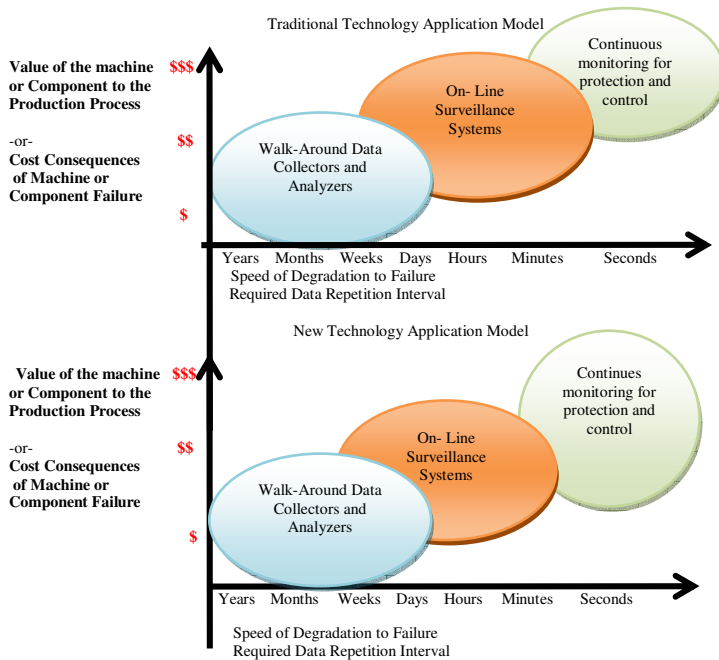 Traditional Technology Application Model
Value of the machine
or Component to the
Production Process
-or-
Cost Consequences
of Machine or
Component Failure
$$$
$$
$
Walk-Around Data
Collectors and
Analyzers
On- Line
Surveillance
Systems
Continuous
monitoring for
protection and
control
Years Months Weeks Days Hours Minutes Seconds
Speed of Degradation to Failure
Required Data Repetition Interval
New Technology Application Model
Value of the machine
or Component to the
Production Process
-or-
Cost Consequences
of Machine or
Component Failure
$$$
$$
$
Walk-Around Data
Collectors and
Analyzers
On- Line
Surveillance
Systems
Continues
monitoring for
protection and
control
Years Months Weeks Days Hours Minutes Seconds
Speed of Degradation to Failure
Required Data Repetition Interval